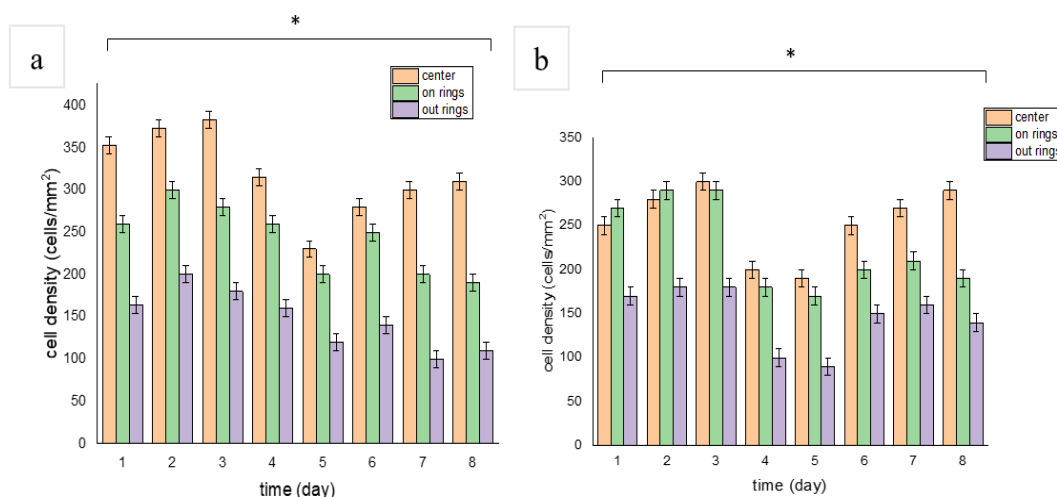 a
*
center
on rings
out rings
cell density (cells/mm²)
400
350
300
250
200
150
100
50
0
1 2 3 4 5 6 7 8
time (day)
b
*
center
on rings
out rings
cell density (cells/mm²)
350
300
250
200
150
100
50
0
1 2 3 4 5 6 7 8
time (day)